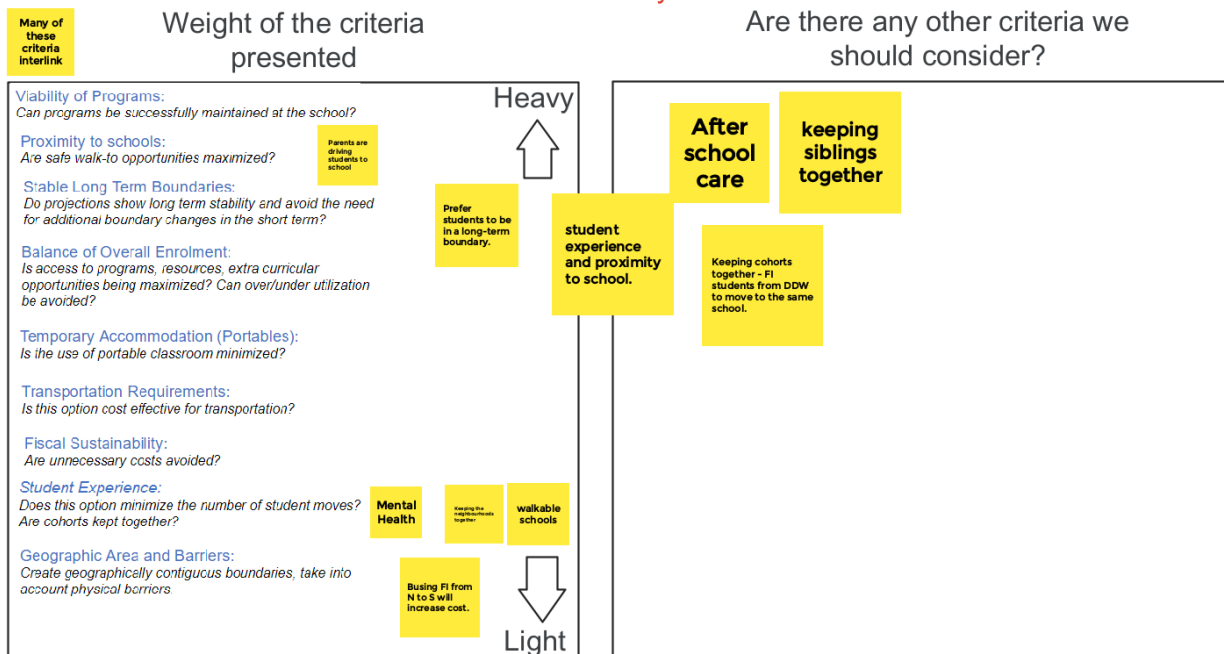 Many of
these
criteria
interlink
Weight of the criteria
presented
Are there any other criteria we
should consider?
Viability of Programs:
Can programs be successfully maintained at the school?
Heavy
Proximity to schools:
Are safe walk-to opportunities maximized?
Parents are
driving
students to
school
Stable Long Term Boundaries:
Do projections show long term stability and avoid the need
for additional boundary changes in the short term?
Prefer
students to be
in a long-term
boundary.
Balance of Overall Enrolment:
Is access to programs, resources, extra curricular
opportunities being maximized? Can over/under utilization
be avoided?
Temporary Accommodation (Portables):
Is the use of portable classroom minimized?
Transportation Requirements:
Is this option cost effective for transportation?
Fiscal Sustainability:
Are unnecessary costs avoided?
Student Experience:
Does this option minimize the number of student moves?
Are cohorts kept together?
Mental
Health
Keeping the
neighbourhoods
together
walkable
schools
Geographic Area and Barriers:
Create geographically contiguous boundaries, take into
account physical barriers.
Busing FI from
N to S will
increase cost.
Light
After
school
care
keeping
siblings
together
student
experience
and proximity
to school.
Keeping cohorts
together - FI
students from DDW
to move to the same
school.